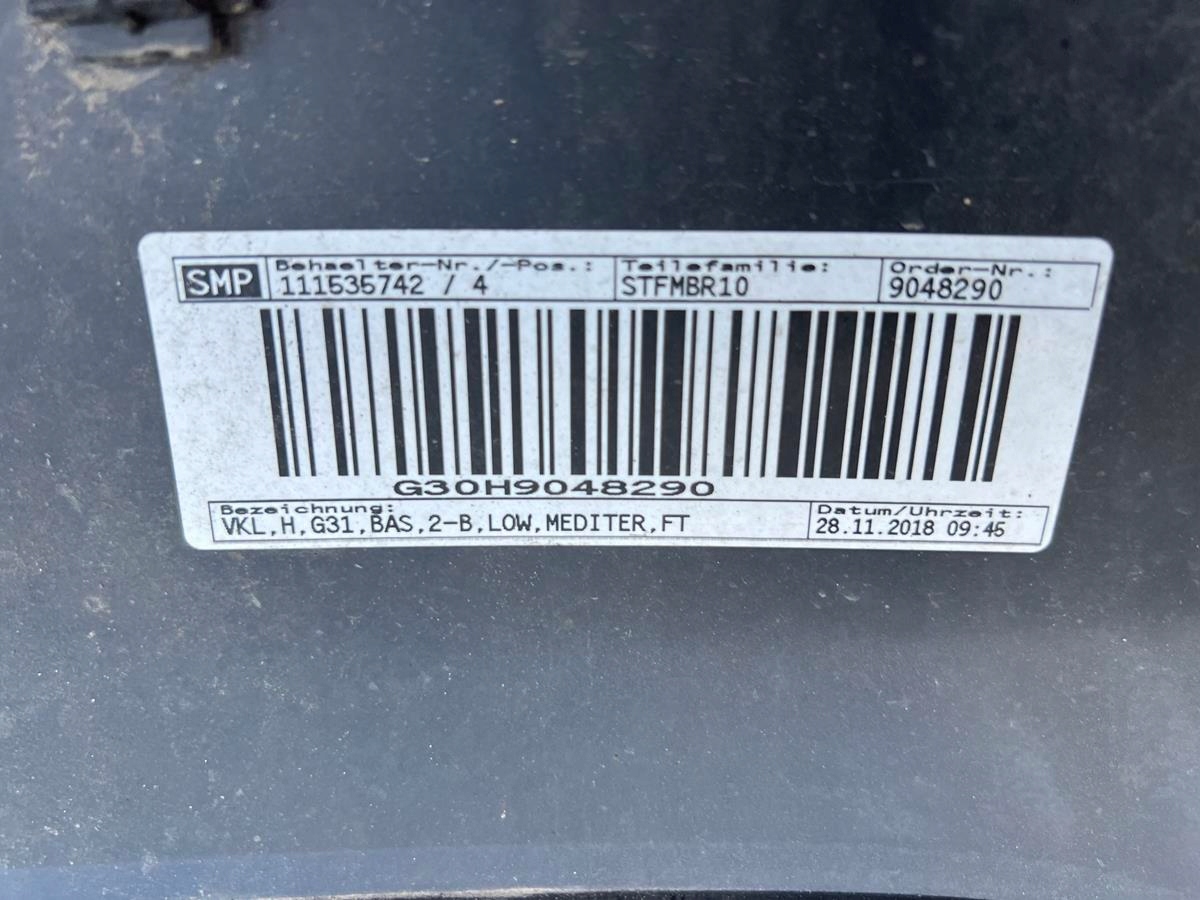 SMP
Behaelter-Nr./-Pos.: Teilefamilie: Order-Nr.:
111535742 / 4 STFMBR10 9048290
G30H9048290
Bezeichnung: Datum/Uhrzeit:
VKL,H,G31,BAS,2-B,LOW,MEDITER,FT 28.11.2018 09:45